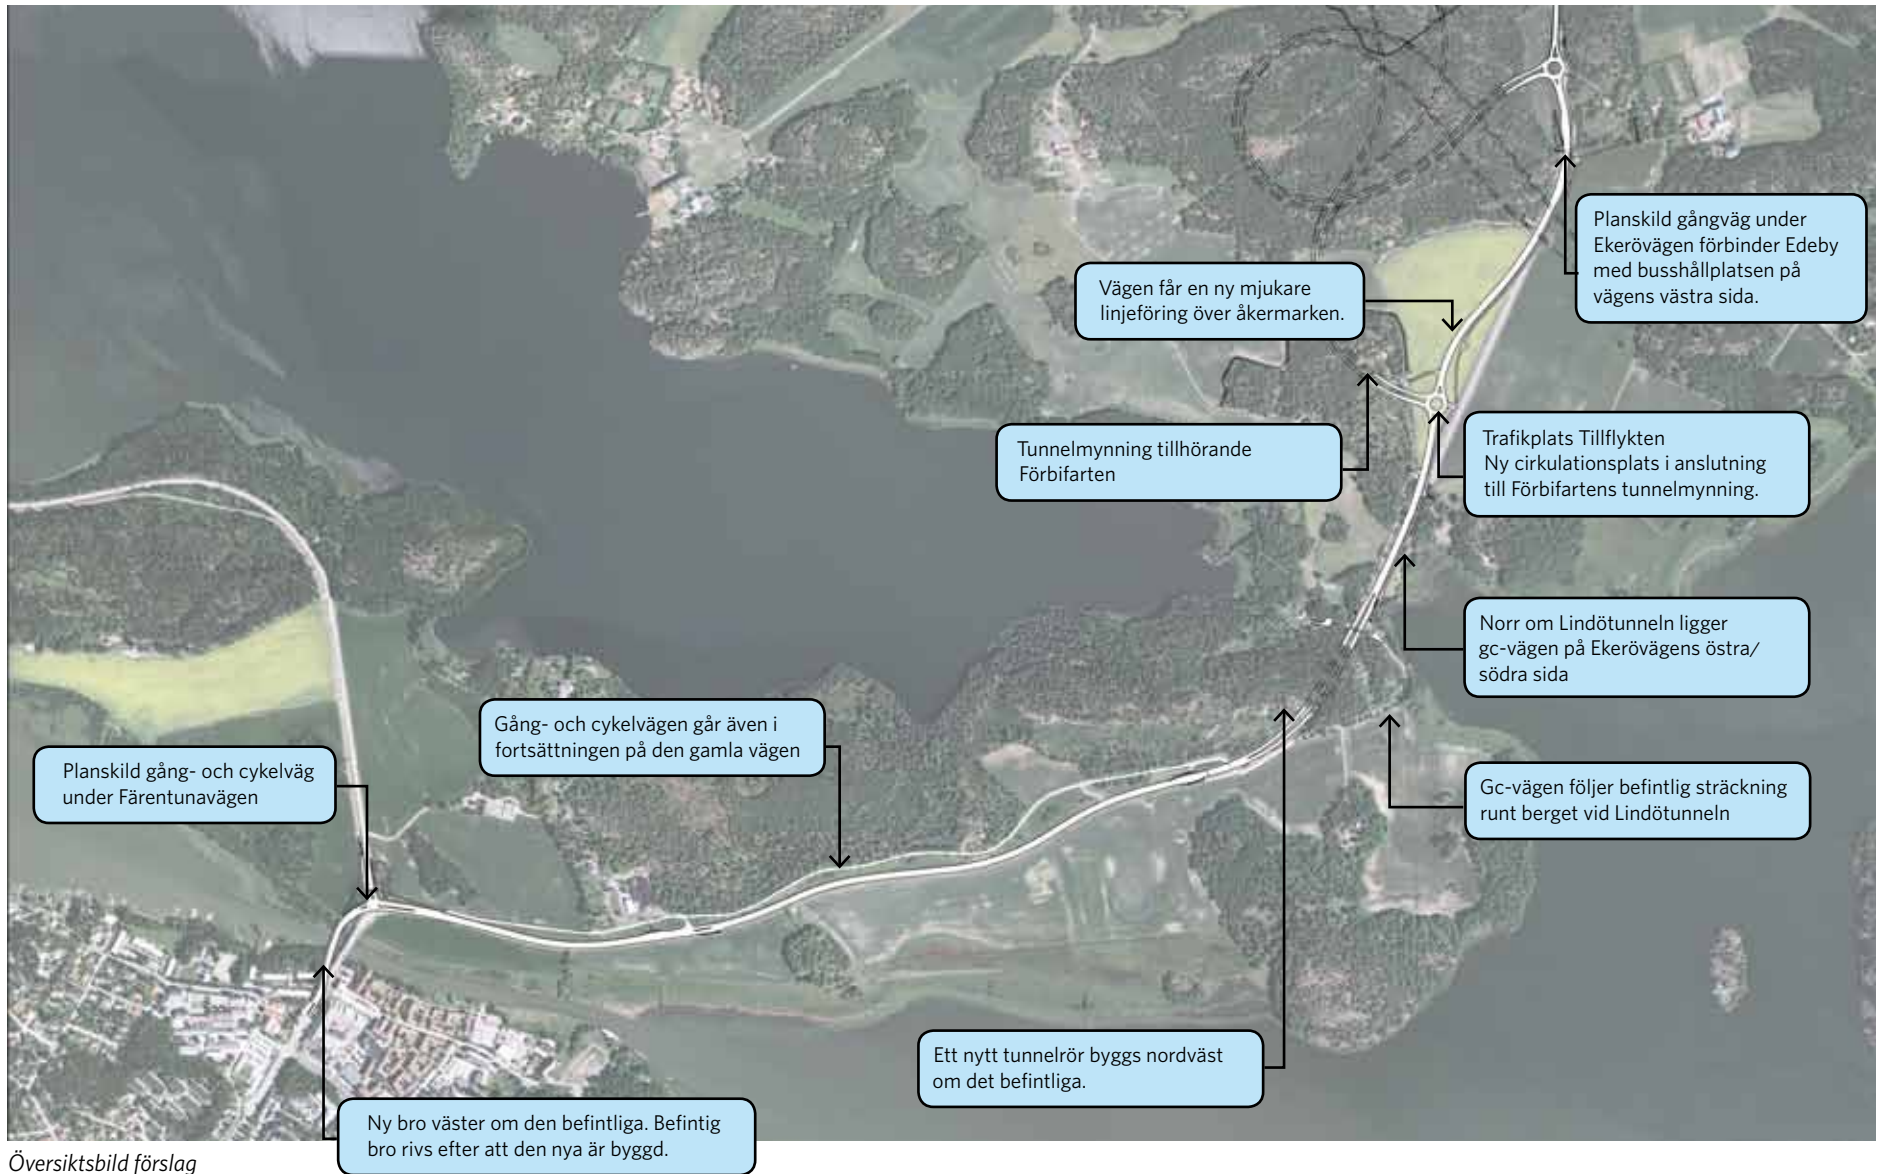 Planskild gångväg under
Ekerövägen förbinder Edeby
med busshållplatsen på
vägens västra sida.
Vägen får en ny mjukare
linjeföring över åkermarken.
Tunnelmynning tillhörande
Förbifarten
Trafikplats Tillflykten
Ny cirkulationsplats i anslutning
till Förbifartens tunnelmynning.
Norr om Lindötunneln ligger
gc-vägen på Ekerövägens östra/
södra sida
Gång- och cykelvägen går även i
fortsättningen på den gamla vägen
Planskild gång- och cykelväg
under Färentunavägen
Gc-vägen följer befintlig sträckning
runt berget vid Lindötunneln
Ett nytt tunnelrör byggs nordväst
om det befintliga.
Ny bro väster om den befintliga. Befintig
bro rivs efter att den nya är byggd.
Översiktsbild förslag